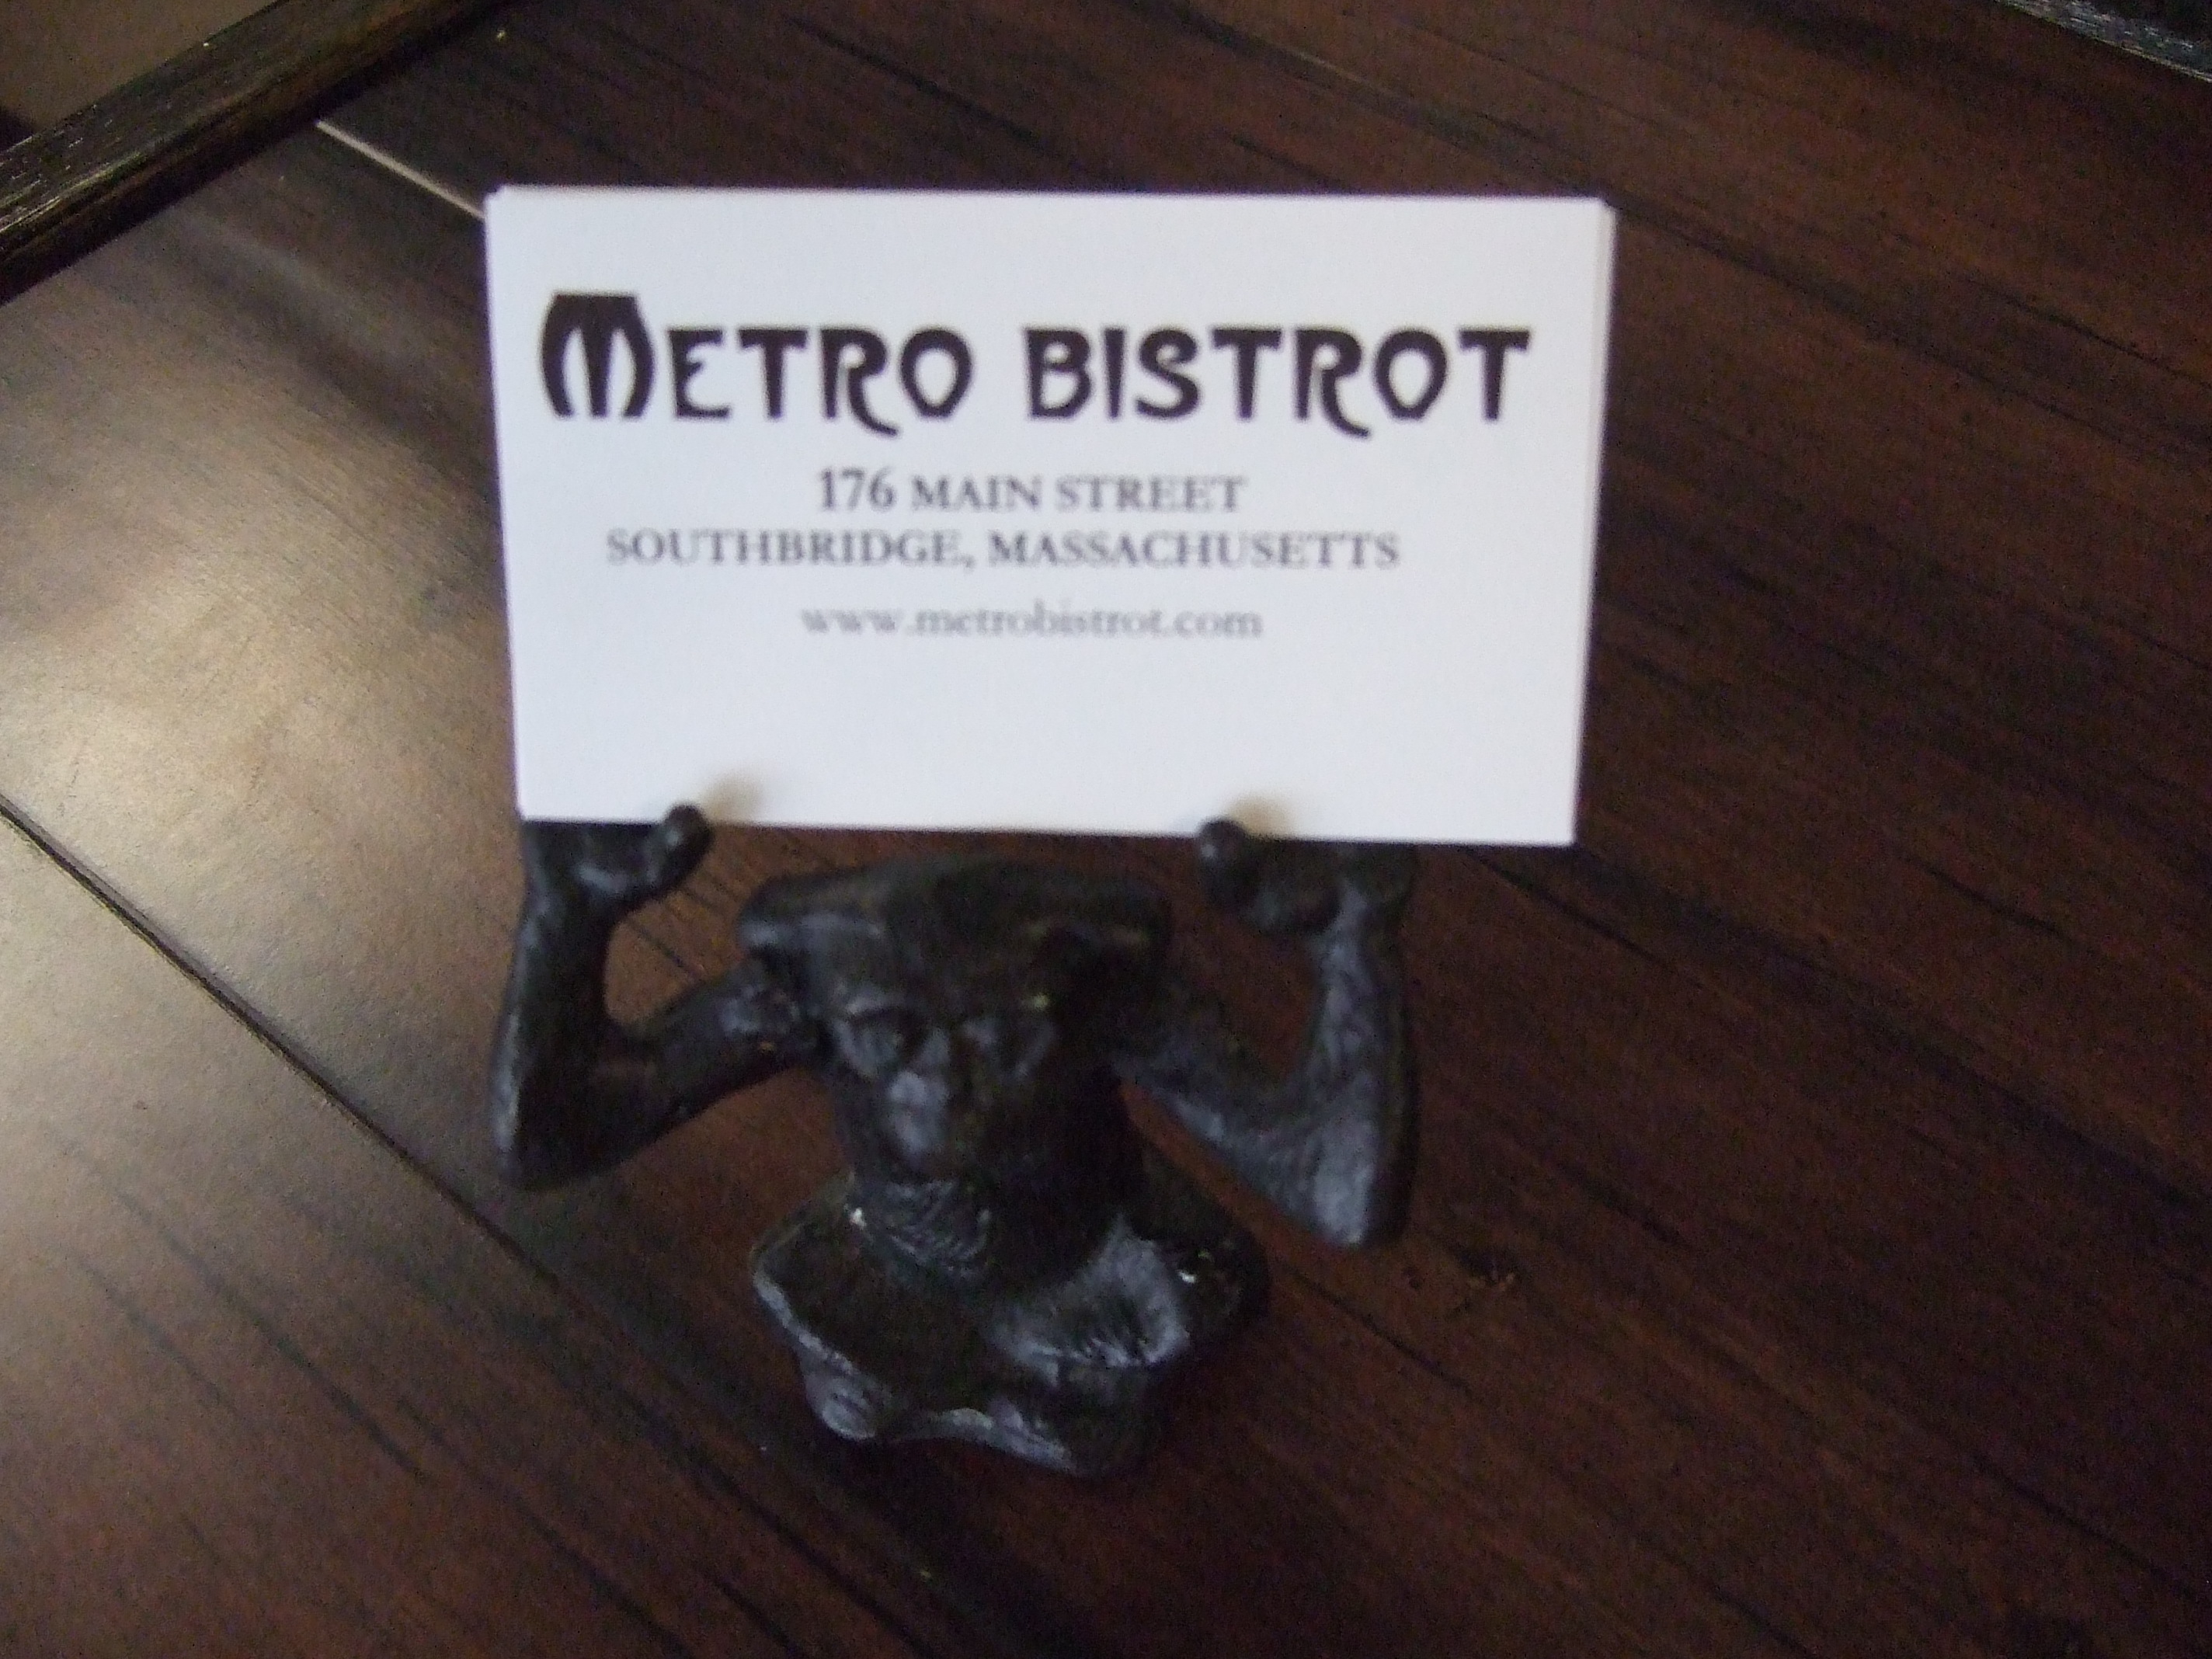 METRO BISTROT
176 MAIN STREET
SOUTHBRIDGE, MASSACHUSETTS
www.metrobistrot.com